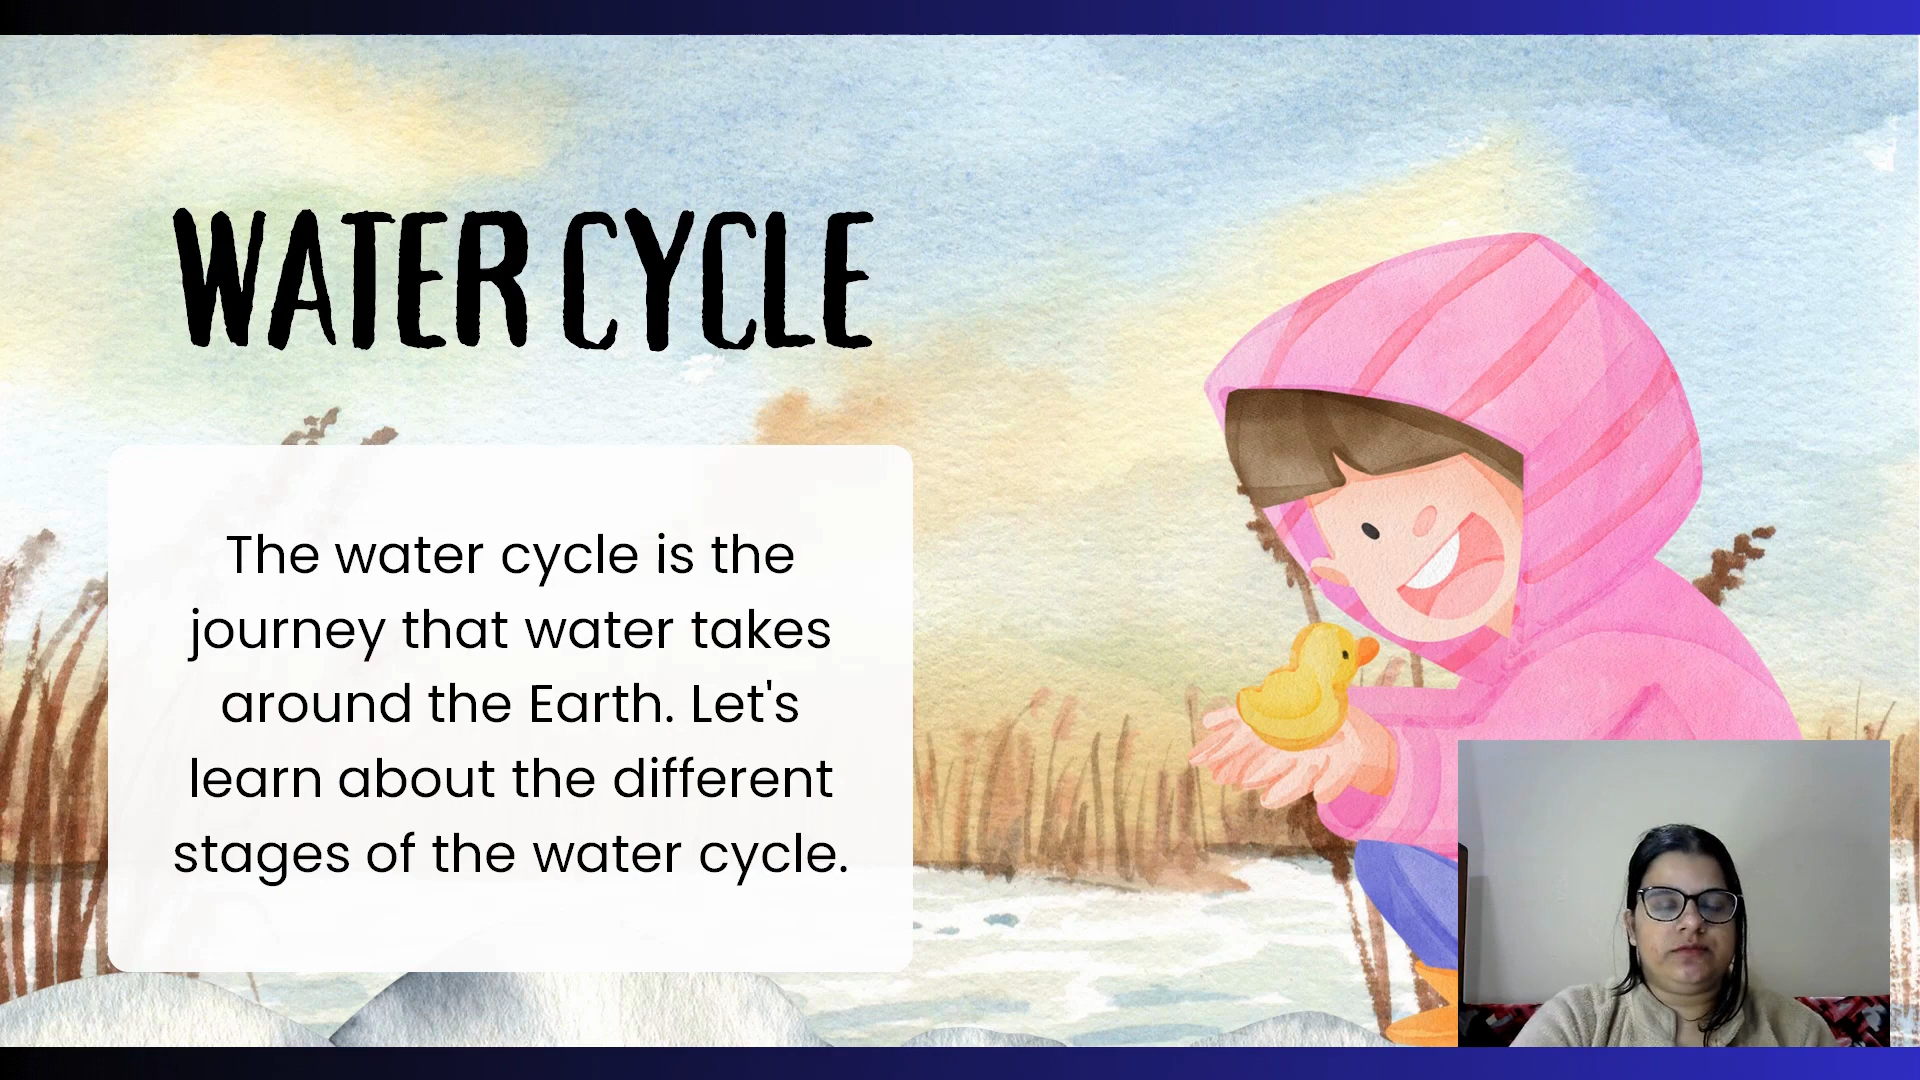 WATER CYCLE
The water cycle is the
journey that water takes
around the Earth. Let's
learn about the different
stages of the water cycle.